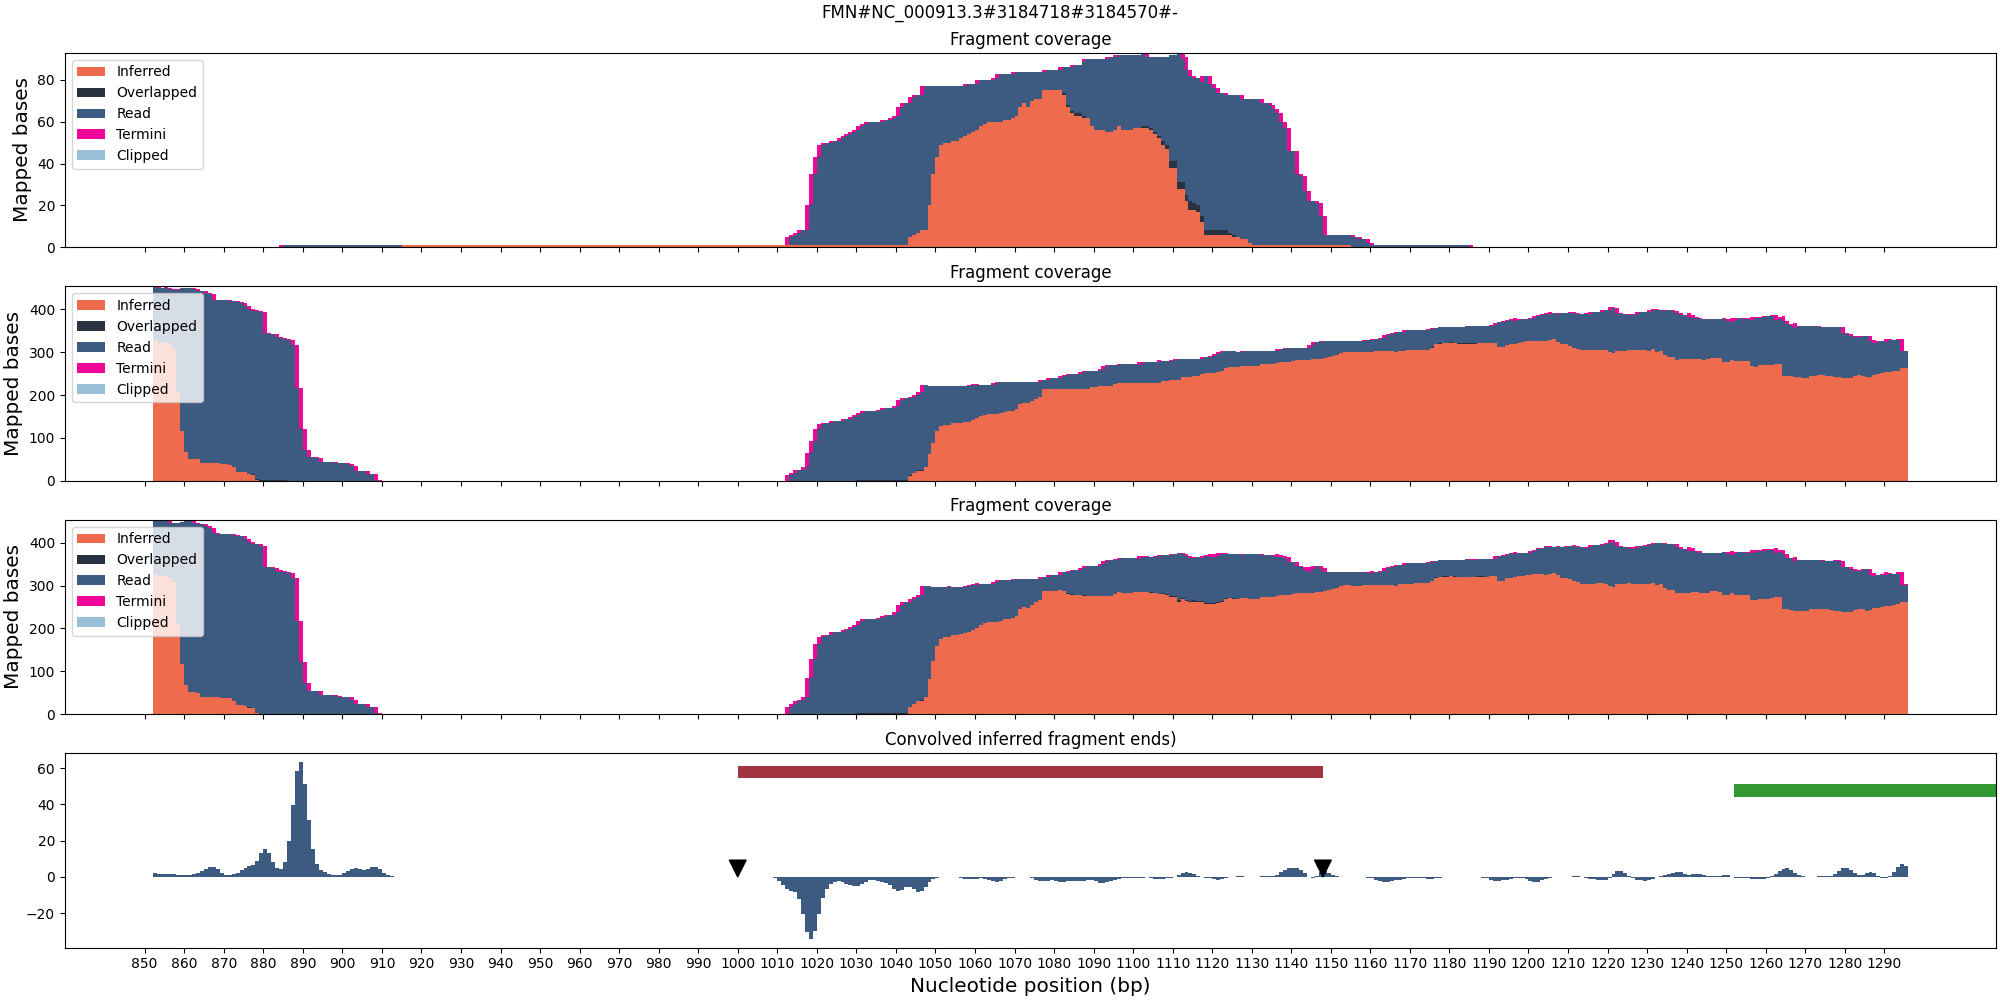 FMN#NC_000913.3#3184718#3184570#-
Fragment coverage
Mapped bases
80
60
40
20
0
Inferred
Overlapped
Read
Termini
Clipped
Fragment coverage
Mapped bases
400
300
200
100
0
Inferred
Overlapped
Read
Termini
Clipped
Fragment coverage
Mapped bases
400
300
200
100
0
Inferred
Overlapped
Read
Termini
Clipped
Convolved inferred fragment ends)
60
40
20
0
−20
850 860 870 880 890 900 910 920 930 940 950 960 970 980 990 1000 1010 1020 1030 1040 1050 1060 1070 1080 1090 1100 1110 1120 1130 1140 1150 1160 1170 1180 1190 1200 1210 1220 1230 1240 1250 1260 1270 1280 1290
Nucleotide position (bp)